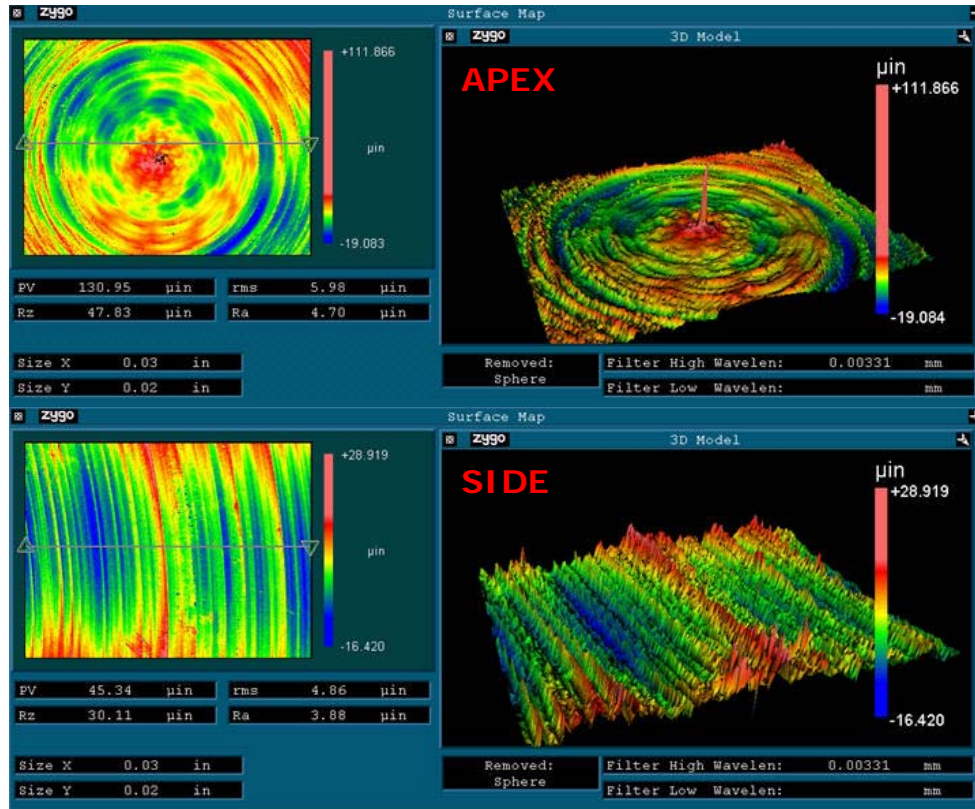 zygo
Surface Map
+111.866
µin
-19.083
PV 130.95 µin
rms 5.98 µin
Rz 47.83 µin
Ra 4.70 µin
Size X 0.03 in
Size Y 0.02 in
zygo
3D Model
APEX
µin
+111.866
-19.084
Removed:
Sphere
Filter High Wavelen: 0.00331 mm
Filter Low Wavelen: mm
zygo
Surface Map
+28.919
µin
-16.420
PV 45.34 µin
rms 4.86 µin
Rz 30.11 µin
Ra 3.88 µin
Size X 0.03 in
Size Y 0.02 in
zygo
3D Model
SIDE
µin
+28.919
-16.420
Removed:
Sphere
Filter High Wavelen: 0.00331 mm
Filter Low Wavelen: mm